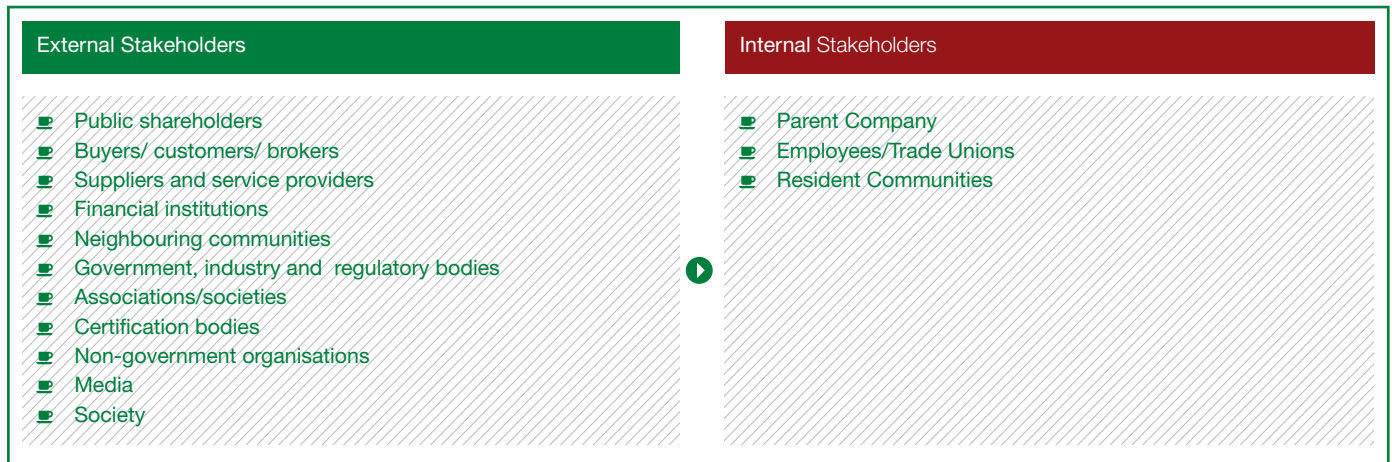 External Stakeholders
Public shareholders
Buyers/ customers/ brokers
Suppliers and service providers
Financial institutions
Neighbouring communities
Government, industry and  regulatory bodies
Associations/societies
Certification bodies
Non-government organisations
Media
Society
Internal Stakeholders
Parent Company
Employees/Trade Unions
Resident Communities